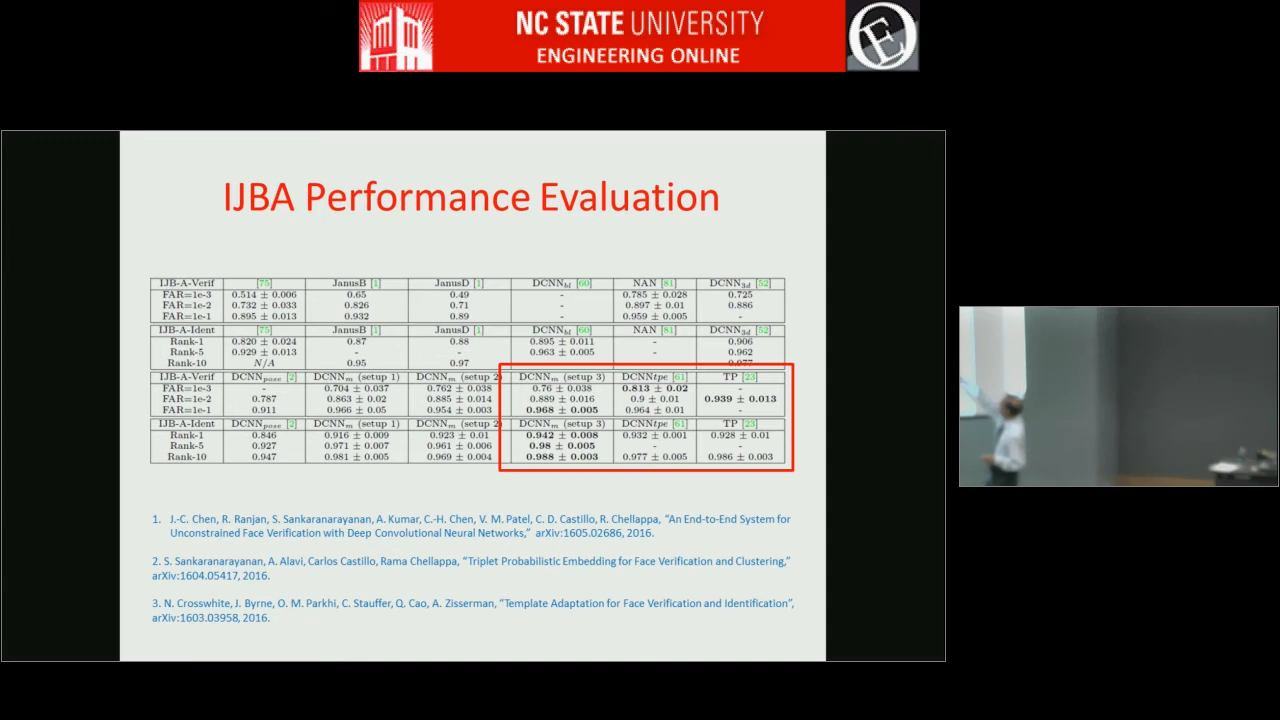 NC STATE UNIVERSITY
ENGINEERING ONLINE
IJBA Performance Evaluation
IJB-A-Verif [75] JanusB [1] JanusD [1] DCNNbl [60] NAN [81] DCNN3d [52]
FAR=1e-3 0.514 ± 0.006 0.65 0.49 - 0.785 ± 0.028 0.725
FAR=1e-2 0.732 ± 0.033 0.826 0.71 - 0.897 ± 0.01 0.886
FAR=1e-1 0.895 ± 0.013 0.932 0.89 - 0.959 ± 0.005 -
IJB-A-Ident [75] JanusB [1] JanusD [1] DCNNbl [60] NAN [81] DCNN3d [52]
Rank-1 0.820 ± 0.024 0.87 0.88 0.895 ± 0.011 - 0.906
Rank-5 0.929 ± 0.013 - - 0.963 ± 0.005 - 0.962
Rank-10 N/A 0.95 0.97 - - 0.977
IJB-A-Verif DCNNpose [2] DCNNm (setup 1) DCNNm (setup 2 DCNNm (setup 3) DCNNtpe [61] TP [23]
FAR=1e-3 - 0.704 ± 0.037 0.762 ± 0.038 0.76 ± 0.038 0.813 ± 0.02 -
FAR=1e-2 0.787 0.863 ± 0.02 0.885 ± 0.014 0.889 ± 0.016 0.9 ± 0.01 0.939 ± 0.013
FAR=1e-1 0.911 0.966 ± 0.05 0.954 ± 0.003 0.968 ± 0.005 0.964 ± 0.01 -
IJB-A-Ident DCNNpose [2] DCNNm (setup 1) DCNNm (setup 2 DCNNm (setup 3) DCNNtpe [61] TP [23]
Rank-1 0.846 0.916 ± 0.009 0.923 ± 0.01 0.942 ± 0.008 0.932 ± 0.001 0.928 ± 0.01
Rank-5 0.927 0.971 ± 0.007 0.961 ± 0.006 0.98 ± 0.005 - -
Rank-10 0.947 0.981 ± 0.005 0.969 ± 0.004 0.988 ± 0.003 0.977 ± 0.005 0.986 ± 0.003
1. J.-C. Chen, R. Ranjan, S. Sankaranarayanan, A. Kumar, C.-H. Chen, V. M. Patel, C. D. Castillo, R. Chellappa, “An End-to-End System for
Unconstrained Face Verification with Deep Convolutional Neural Networks,” arXiv:1605.02686, 2016.
2. S. Sankaranarayanan, A. Alavi, Carlos Castillo, Rama Chellappa, “Triplet Probabilistic Embedding for Face Verification and Clustering,”
arXiv:1604.05417, 2016.
3. N. Crosswhite, J. Byrne, O. M. Parkhi, C. Stauffer, Q. Cao, A. Zisserman, “Template Adaptation for Face Verification and Identification”,
arXiv:1603.03958, 2016.